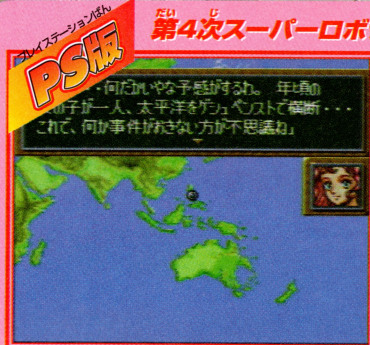 だい じ
第4次スーパーロボ
プレイステーションばん
PS版
・・何だかいやな予感がするわ。 年頃の
の子が一人、太平洋をゲシュペンストで横断・・・
これで、何か事件がおきない方が不思議ね」